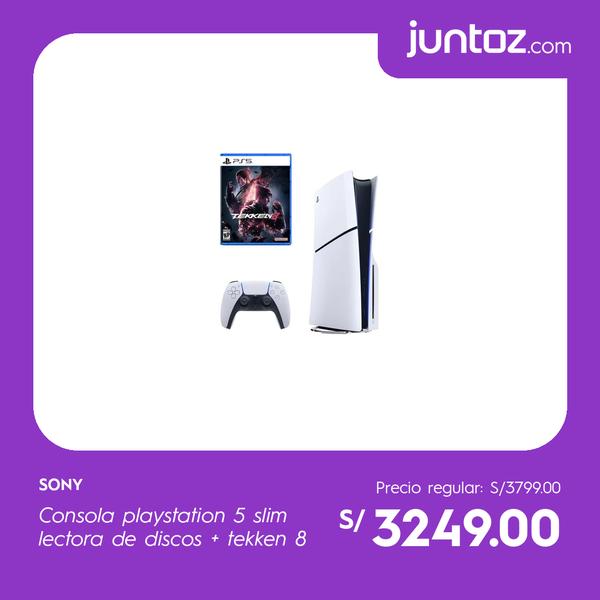 juntoz.com
PS5
TEKKEN 8
SONY
Consola playstation 5 slim
lectora de discos + tekken 8
Precio regular: S/3799.00
S/ 3249.00